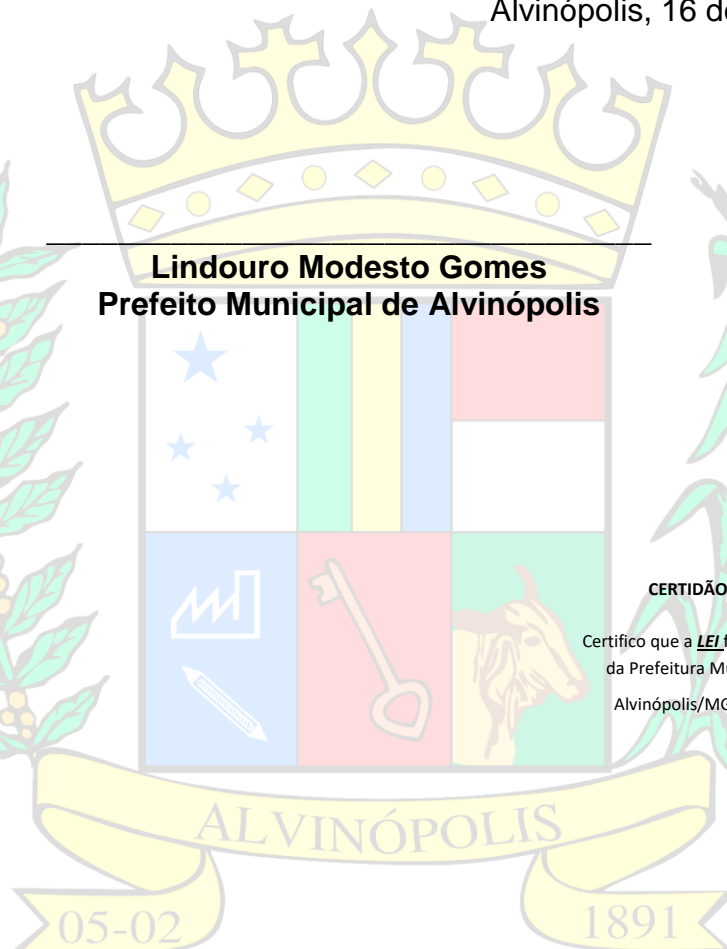 Alvinópolis, 16 d
Lindouro Modesto Gomes
Prefeito Municipal de Alvinópolis
CERTIDÃO
Certifico que a LEI
da Prefeitura M
Alvinópolis/MG
ALVINÓPOLIS
05-02
1891